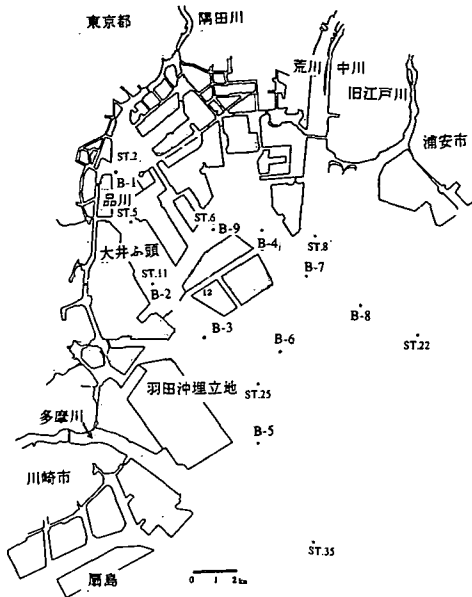 東京都
隅田川
荒川
中川
旧江戸川
浦安市
ST.2
B-1
品川
ST.5
ST.6
B-9
B-4
ST.8
大井ふ頭
ST.11
B-2
12
B-7
B-3
B-8
B-6
ST.22
羽田沖埋立地
ST.25
多摩川
B-5
川崎市
ST.35
扇島
0 1 2 km